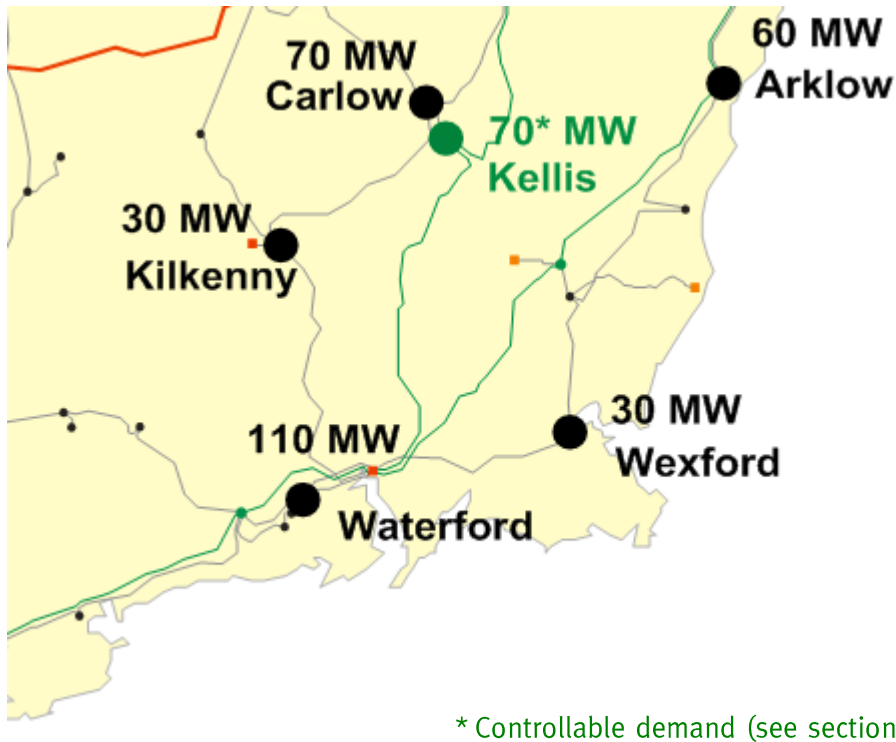 60 MW
Arklow
70 MW
Carlow
70* MW
Kellis
30 MW
Kilkenny
30 MW
Wexford
110 MW
Waterford
* Controllable demand (see section